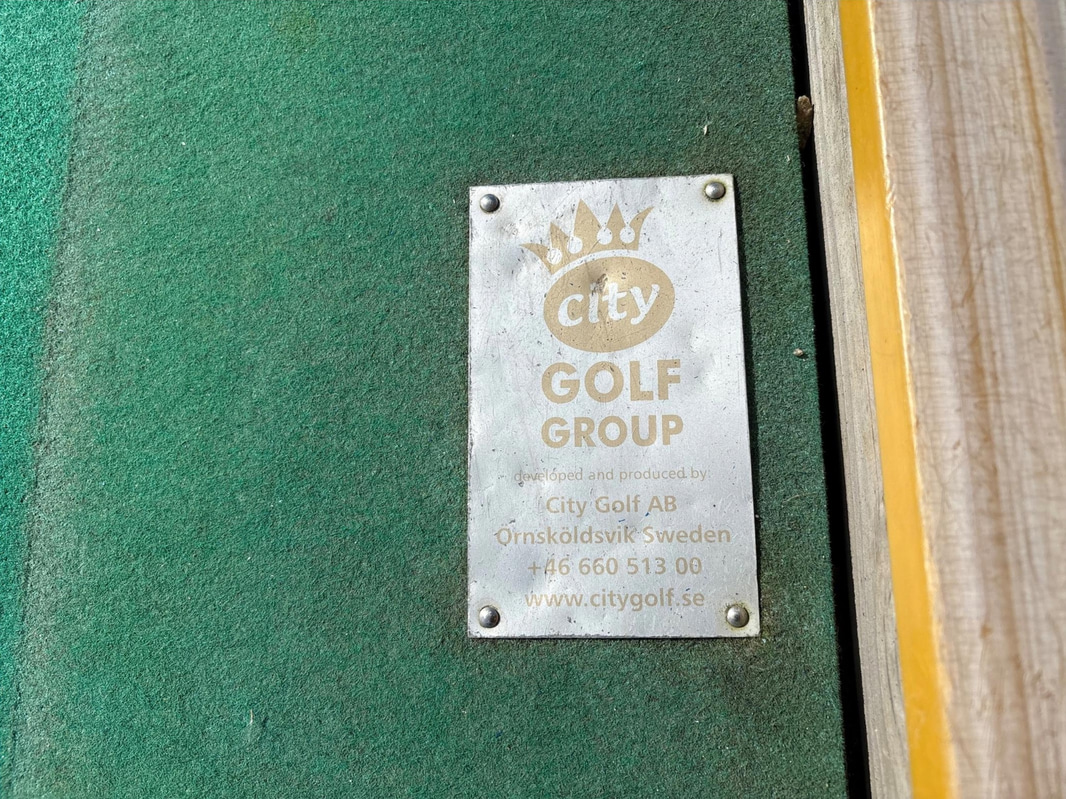 city
GOLF
GROUP
developed and produced by:
City Golf AB
Örnsköldsvik Sweden
+46 660 513 00
www.citygolf.se